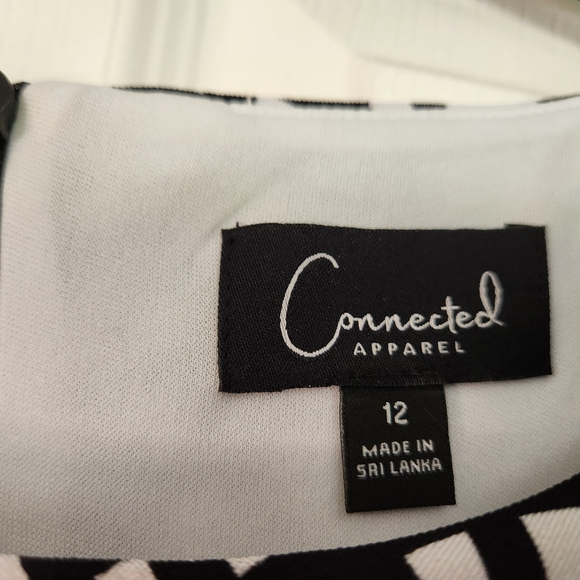 Connected
APPAREL
12
MADE IN
SRI LANKA